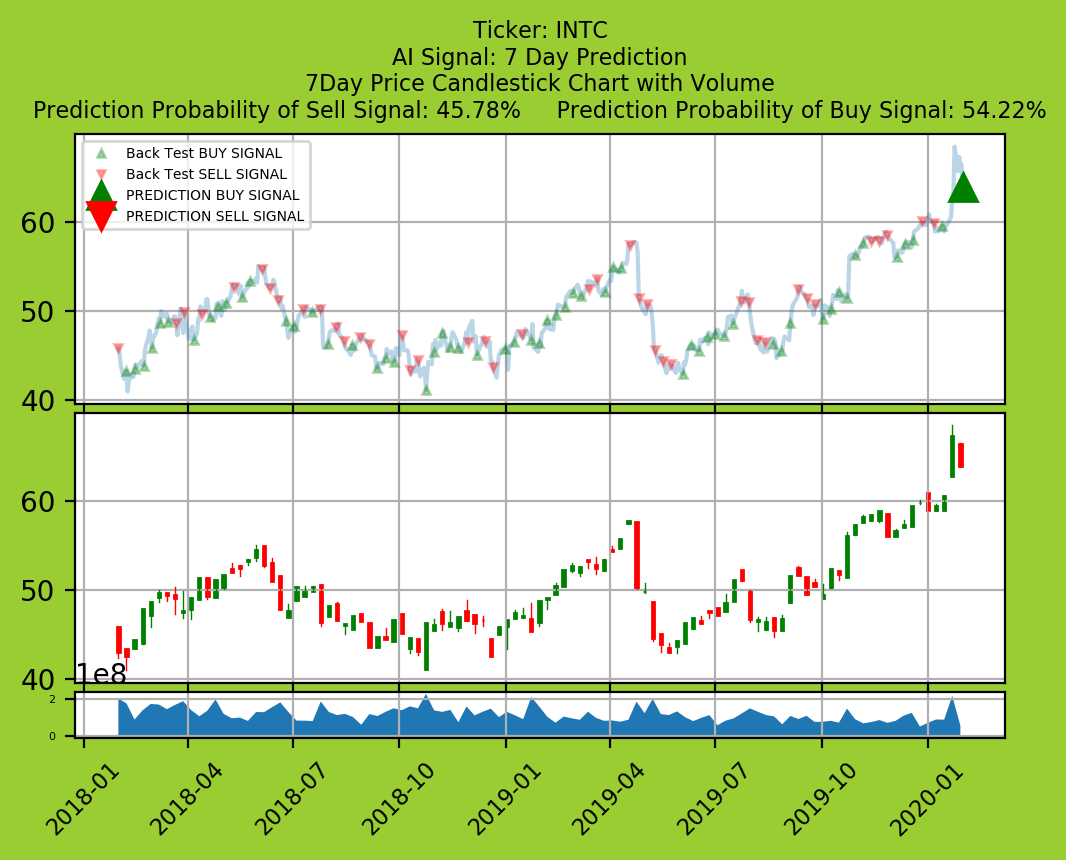 Ticker: INTC
AI Signal: 7 Day Prediction
7Day Price Candlestick Chart with Volume
Prediction Probability of Sell Signal: 45.78% Prediction Probability of Buy Signal: 54.22%
Back Test BUY SIGNAL
Back Test SELL SIGNAL
PREDICTION BUY SIGNAL
PREDICTION SELL SIGNAL
60
50
40
60
50
40
1e8
2
0
2018-01 2018-04 2018-07 2018-10 2019-01 2019-04 2019-07 2019-10 2020-01